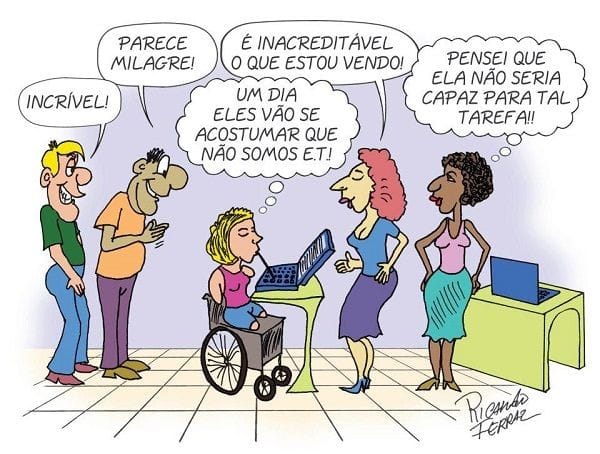 INCRÍVEL!
PARECE
MILAGRE!
É INACREDITÁVEL
O QUE ESTOU VENDO!
UM DIA
ELES VÃO SE
ACOSTUMAR QUE
NÃO SOMOS E.T!
PENSEI QUE
ELA NÃO SERIA
CAPAZ PARA TAL
TAREFA!!
RICARDO
FERRAZ